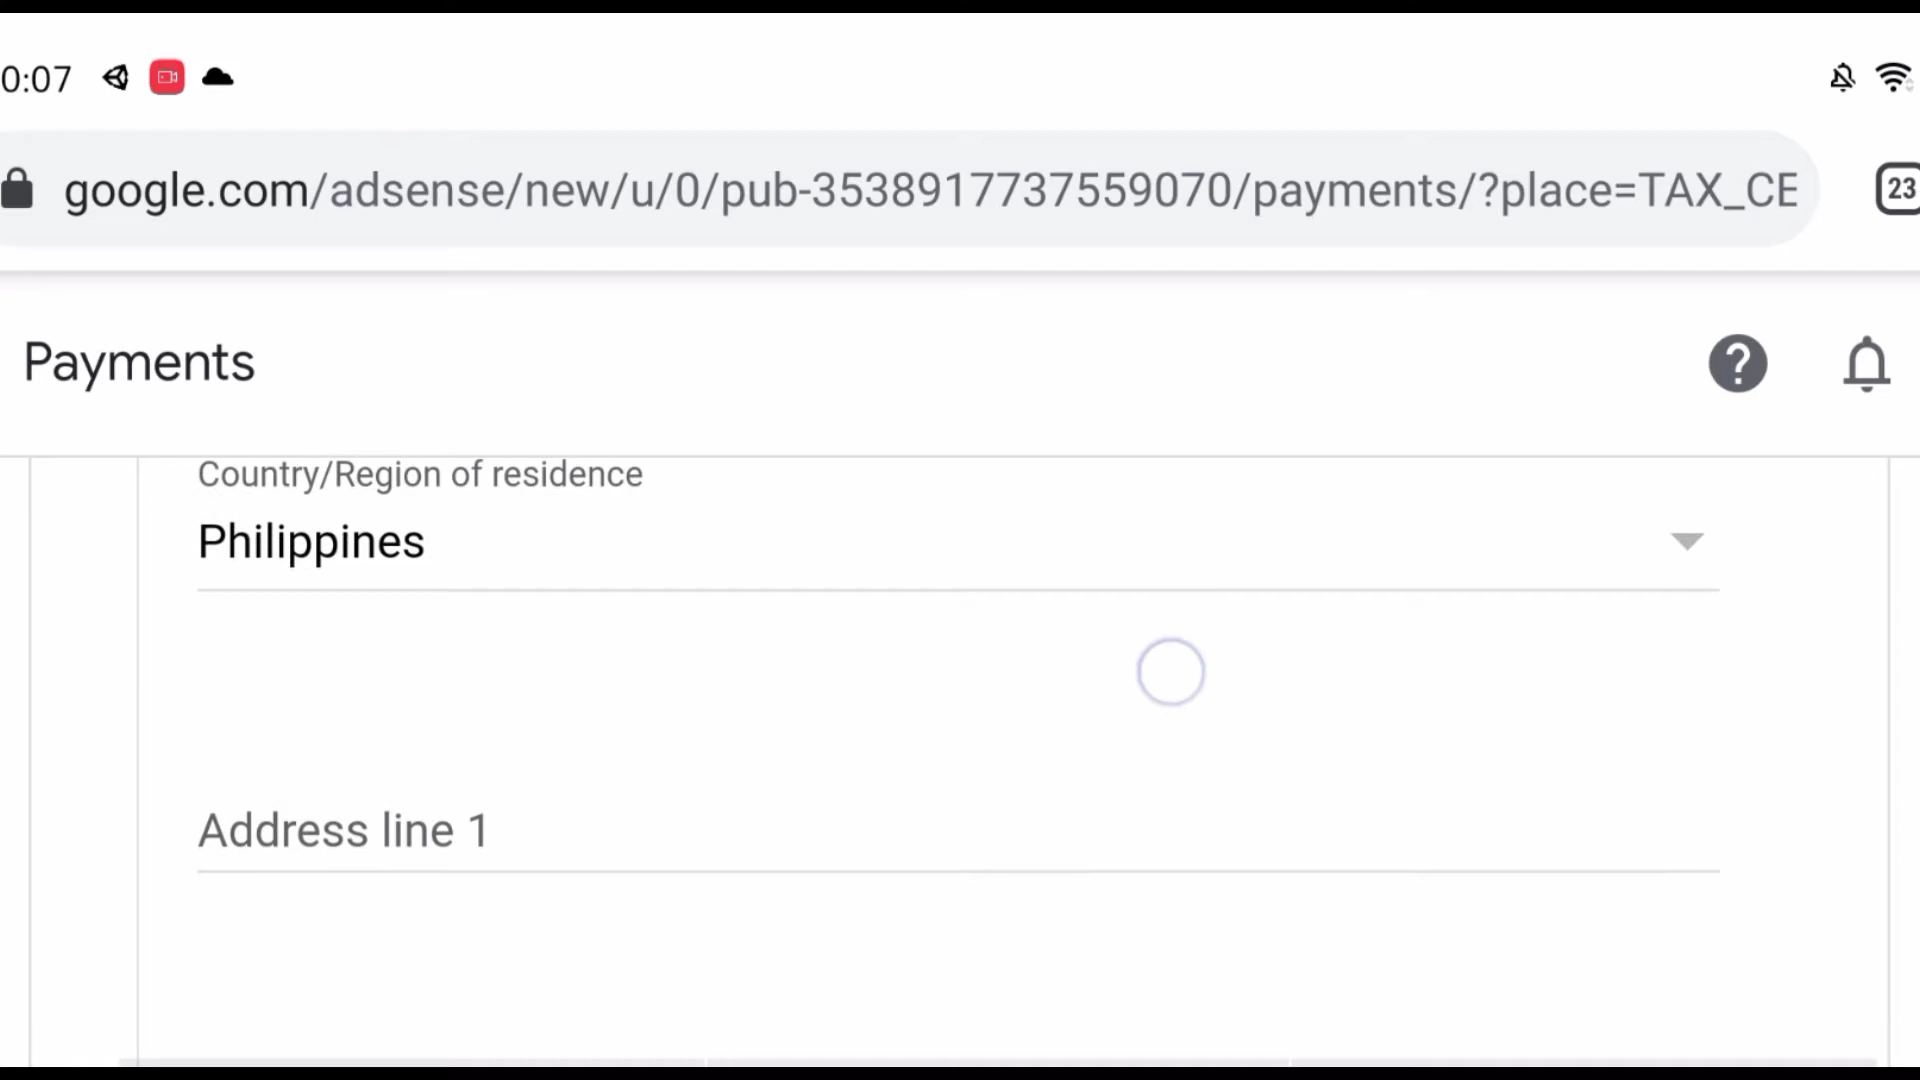 0:07
google.com/adsense/new/u/0/pub-3538917737559070/payments/?place=TAX_CE
23
Payments
Country/Region of residence
Philippines
Address line 1